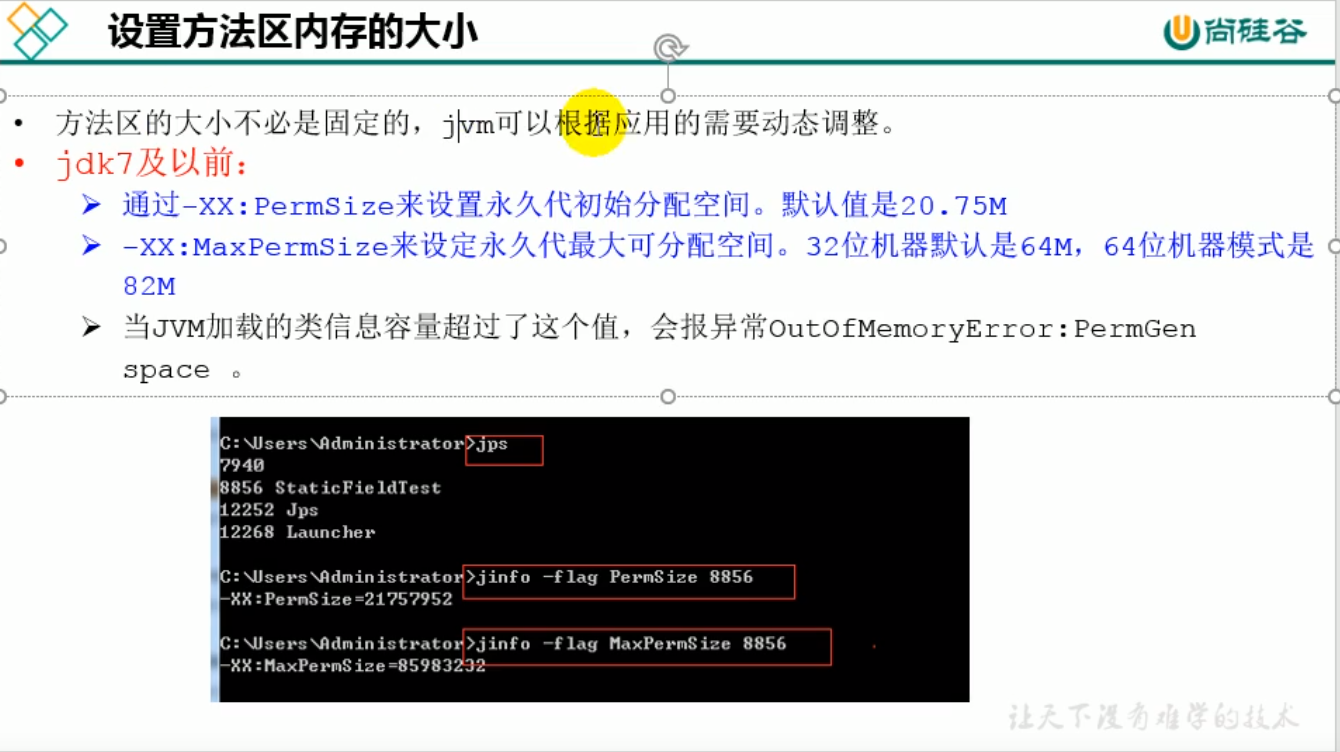 设置方法区内存的大小
尚硅谷
• 方法区的大小不必是固定的，jvm可以根据应用的需要动态调整。
• jdk7及以前：
➢ 通过-XX:PermSize来设置永久代初始分配空间。默认值是20.75M
➢ -XX:MaxPermSize来设定永久代最大可分配空间。32位机器默认是64M，64位机器模式是
82M
➢ 当JVM加载的类信息容量超过了这个值，会报异常OutOfMemoryError:PermGen
space 。
C:\Users\Administrator>jps
7940
8856 StaticFieldTest
12252 Jps
12268 Launcher
C:\Users\Administrator>jinfo -flag PermSize 8856
-XX:PermSize=21757952
C:\Users\Administrator>jinfo -flag MaxPermSize 8856
-XX:MaxPermSize=85983232
让天下没有难学的技术